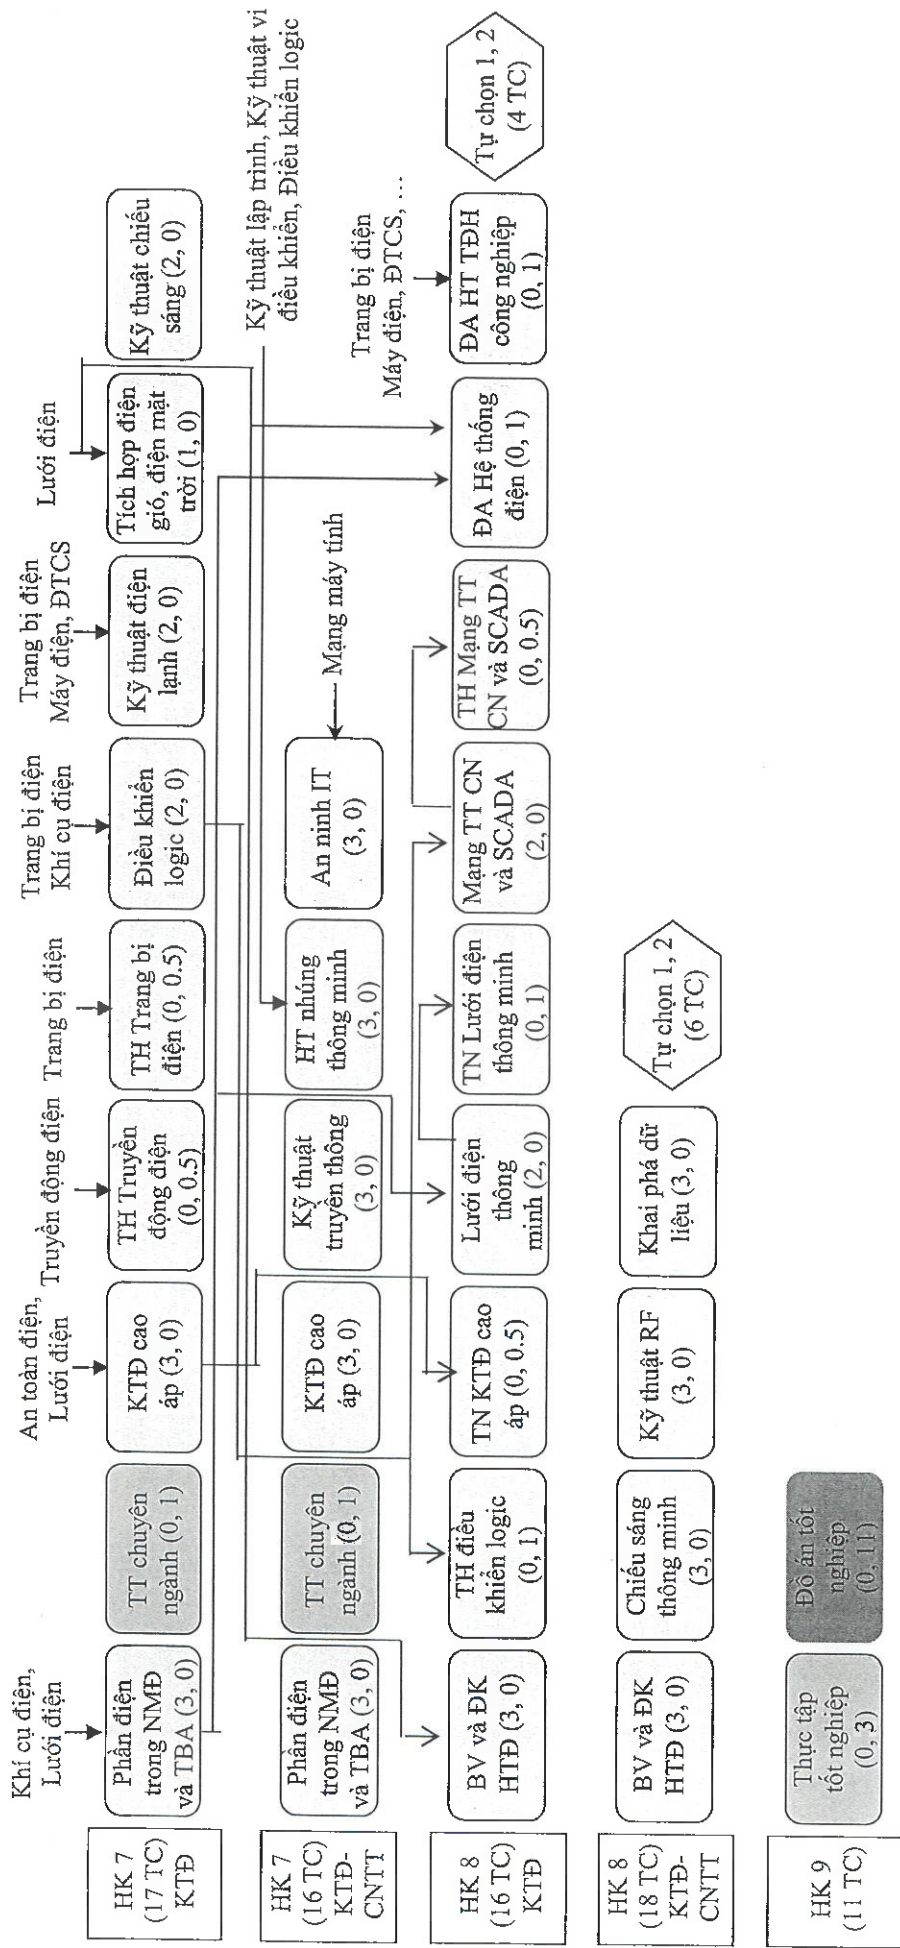 Khí cụ điện,
Lưới điện
An toàn điện,
Lưới điện
Truyền động điện
Trang bị điện
Trang bị điện
Khí cụ điện
Trang bị điện
Máy điện, ĐTCS
Lưới điện
HK 7
(17 TC)
KTĐ
Phần điện
trong NMĐ
và TBA (3, 0)
TT chuyên
ngành (0, 1)
KTĐ cao
áp (3, 0)
TH Truyền
động điện
(0, 0.5)
TH Trang bị
điện (0, 0.5)
Điều khiển
logic (2, 0)
Kỹ thuật điện
lạnh (2, 0)
Tích hợp điện
gió, điện mặt
trời (1, 0)
Kỹ thuật chiếu
sáng (2, 0)
Kỹ thuật lập trình, Kỹ thuật vi
điều khiển, Điều khiển logic
HK 7
(16 TC)
KTĐ-
CNTT
Phần điện
trong NMĐ
và TBA (3, 0)
TT chuyên
ngành (0, 1)
KTĐ cao
áp (3, 0)
Kỹ thuật
truyền thông
(3, 0)
HT nhúng
thông minh
(3, 0)
An ninh IT
(3, 0)
Mạng máy tính
Trang bị điện
Máy điện, ĐTCS, …
HK 8
(16 TC)
KTĐ
BV và ĐK
HTĐ (3, 0)
TH điều
khiển logic
(0, 1)
TN KTĐ cao
áp (0, 0.5)
Lưới điện
thông
minh (2, 0)
TN Lưới điện
thông minh
(0, 1)
Mạng TT CN
và SCADA
(2, 0)
TH Mạng TT
CN và SCADA
(0, 0.5)
ĐA Hệ thống
điện (0, 1)
ĐA HT TĐH
công nghiệp
(0, 1)
Tự chọn 1, 2
(4 TC)
HK 8
(18 TC)
KTĐ-
CNTT
BV và ĐK
HTĐ (3, 0)
Chiếu sáng
thông minh
(3, 0)
Kỹ thuật RF
(3, 0)
Khai phá dữ
liệu (3, 0)
Tự chọn 1, 2
(6 TC)
HK 9
(11 TC)
Thực tập
tốt nghiệp
(0, 3)
Đồ án tốt
nghiệp
(0, 11)